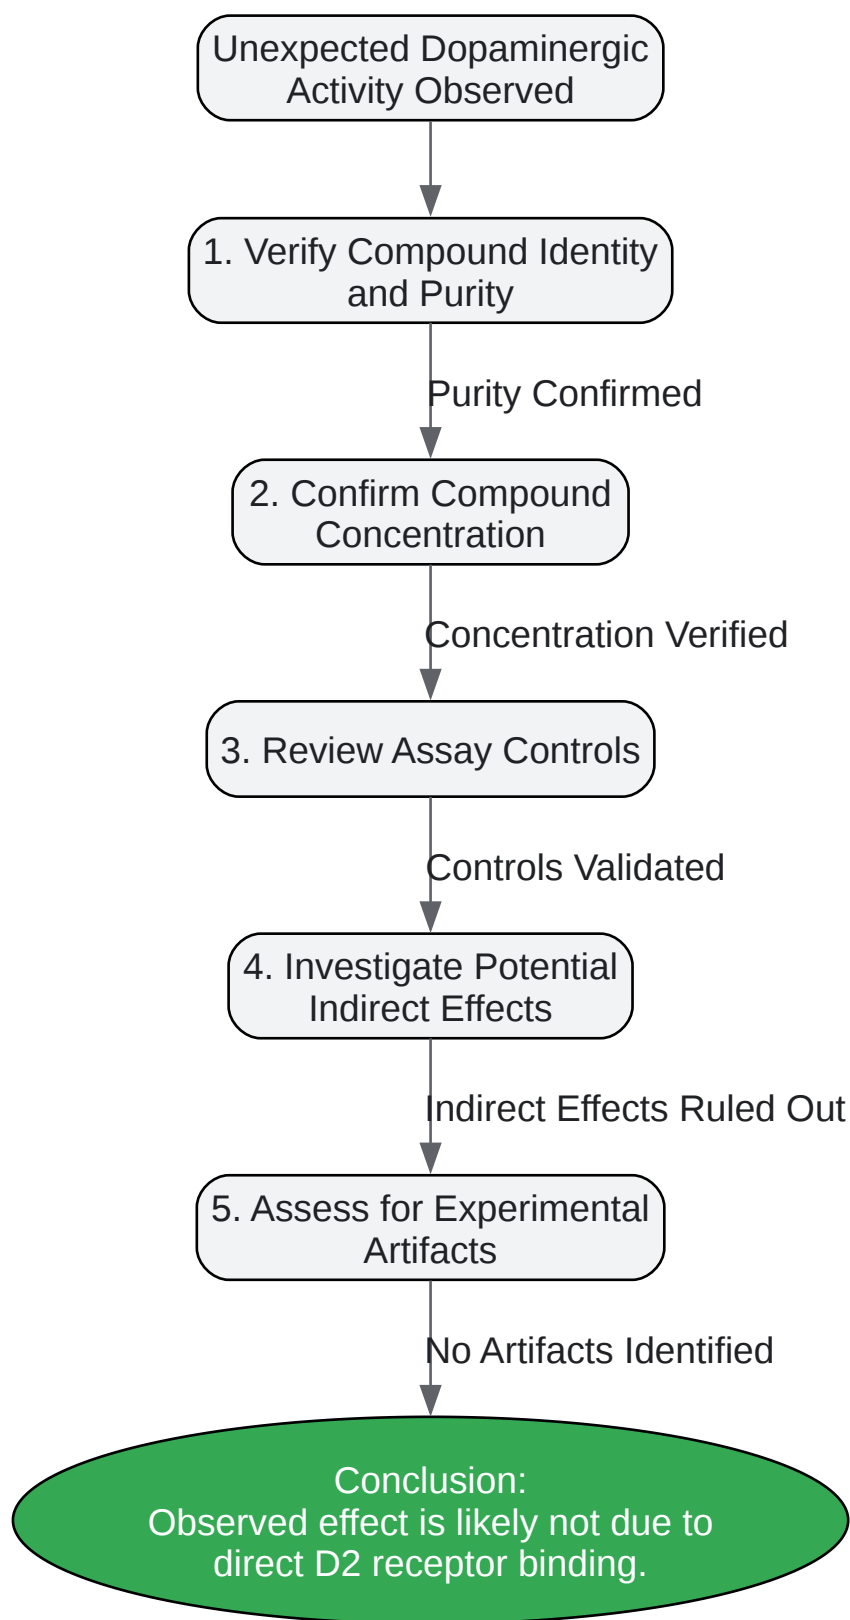 Unexpected Dopaminergic
Activity Observed
1. Verify Compound Identity
and Purity
Purity Confirmed
2. Confirm Compound
Concentration
Concentration Verified
3. Review Assay Controls
Controls Validated
4. Investigate Potential
Indirect Effects
Indirect Effects Ruled Out
5. Assess for Experimental
Artifacts
No Artifacts Identified
Conclusion:
Observed effect is likely not due to
direct D2 receptor binding.